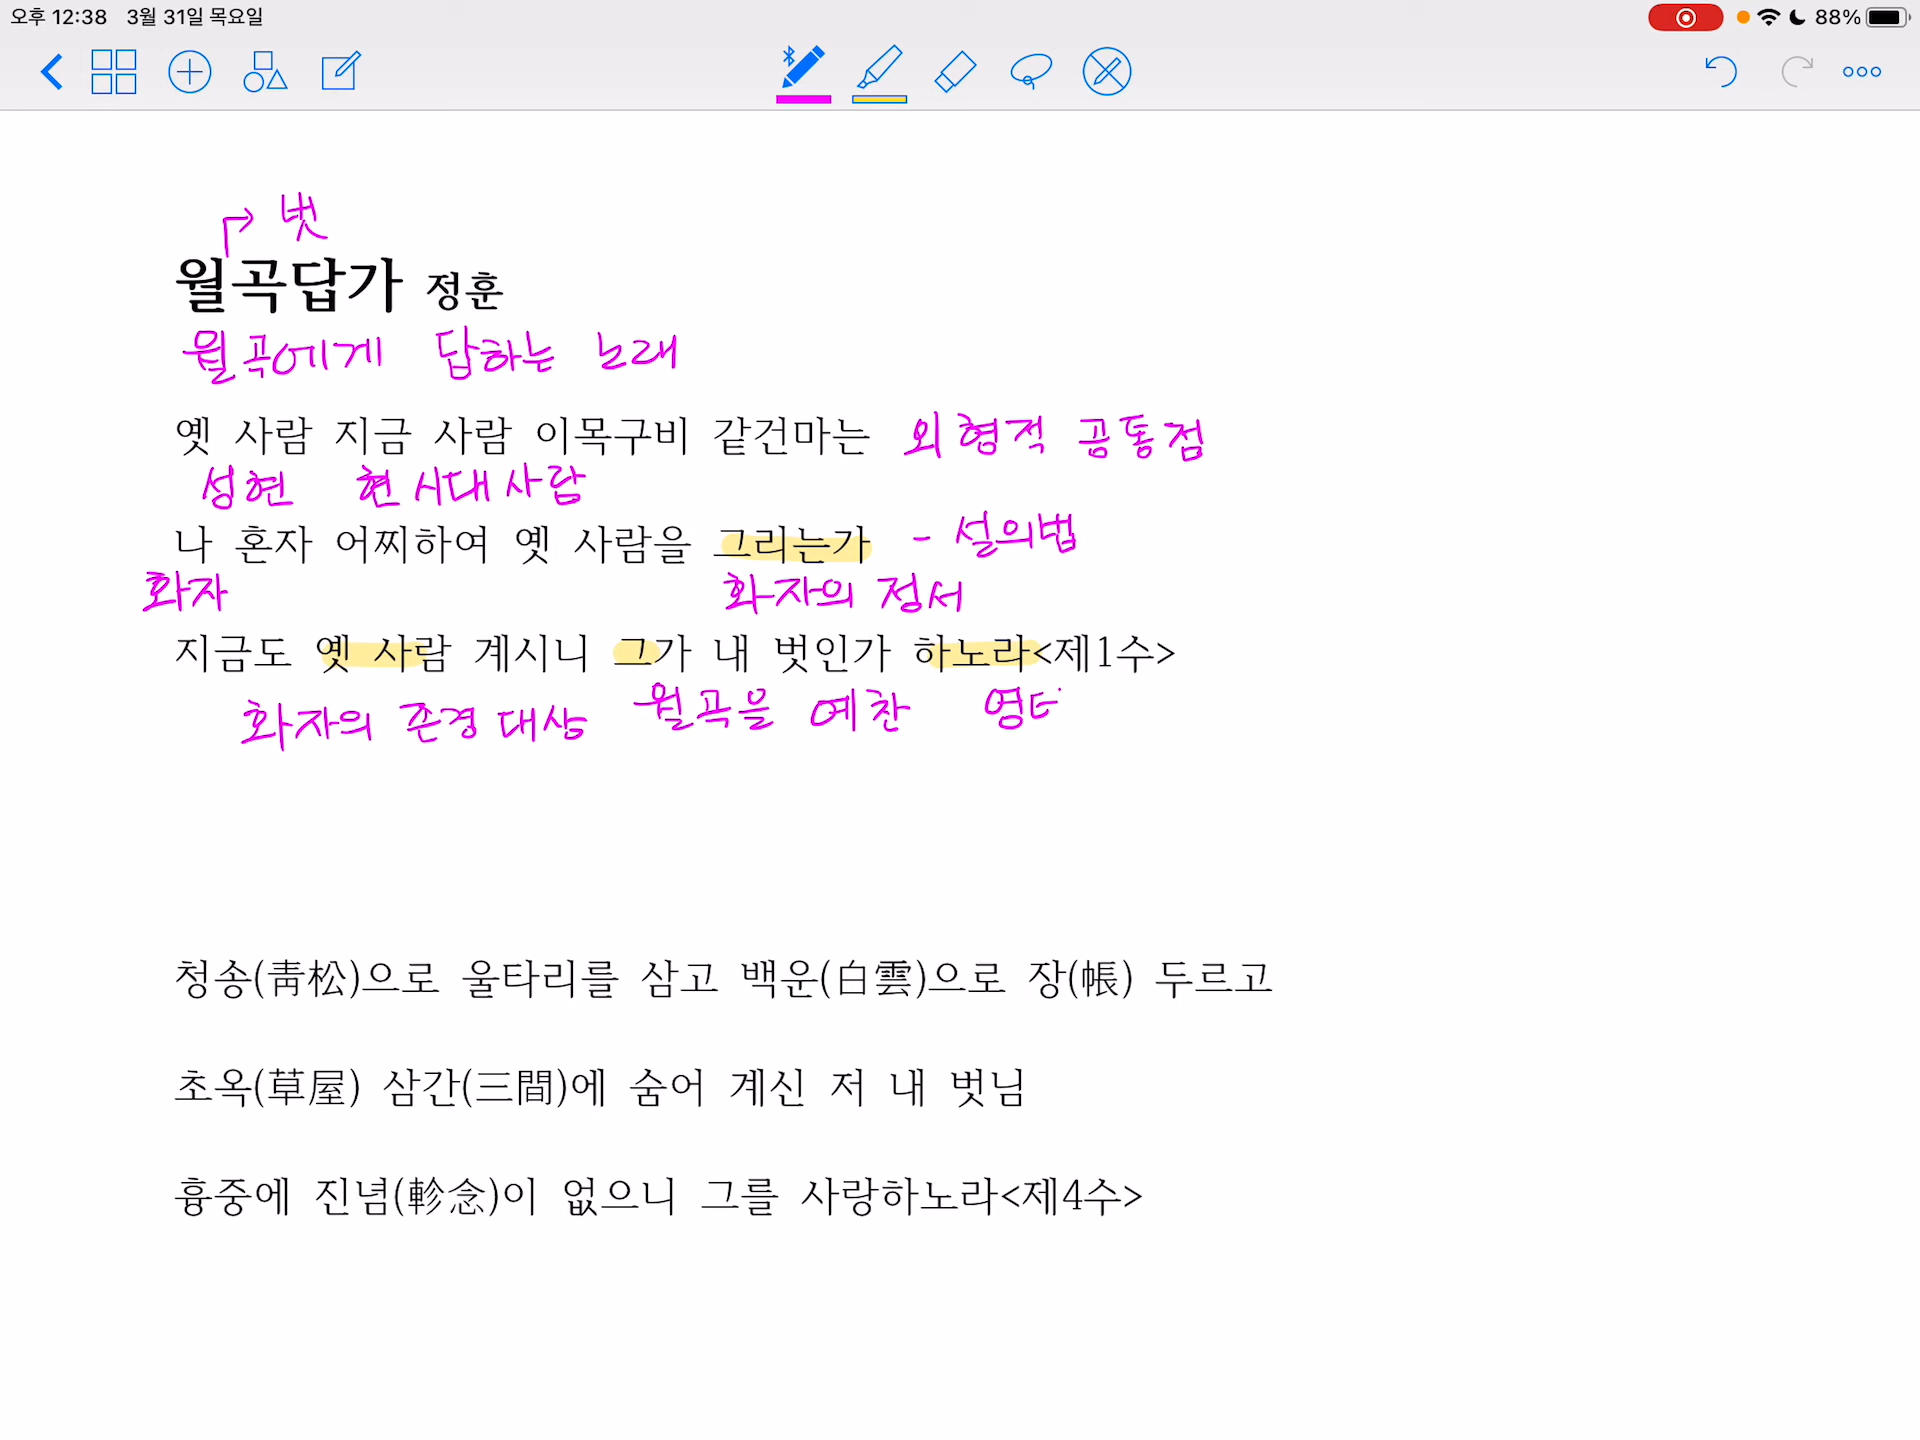 오후 12:38 3월 31일 목요일 88%
벗
월곡답가 정훈
월곡에게 답하는 노래
옛 사람 지금 사람 이목구비 같건마는 외형적 공통점
성현 현시대사람
나 혼자 어찌하여 옛 사람을 그리는가 - 설의법
화자 화자의 정서
지금도 옛 사람 계시니 그가 내 벗인가 하노라<제1수>
화자의 존경대상 월곡을 예찬
청송(靑松)으로 울타리를 삼고 백운(白雲)으로 장(帳) 두르고
초옥(草屋) 삼간(三間)에 숨어 계신 저 내 벗님
흉중에 진념(軫念)이 없으니 그를 사랑하노라<제4수>